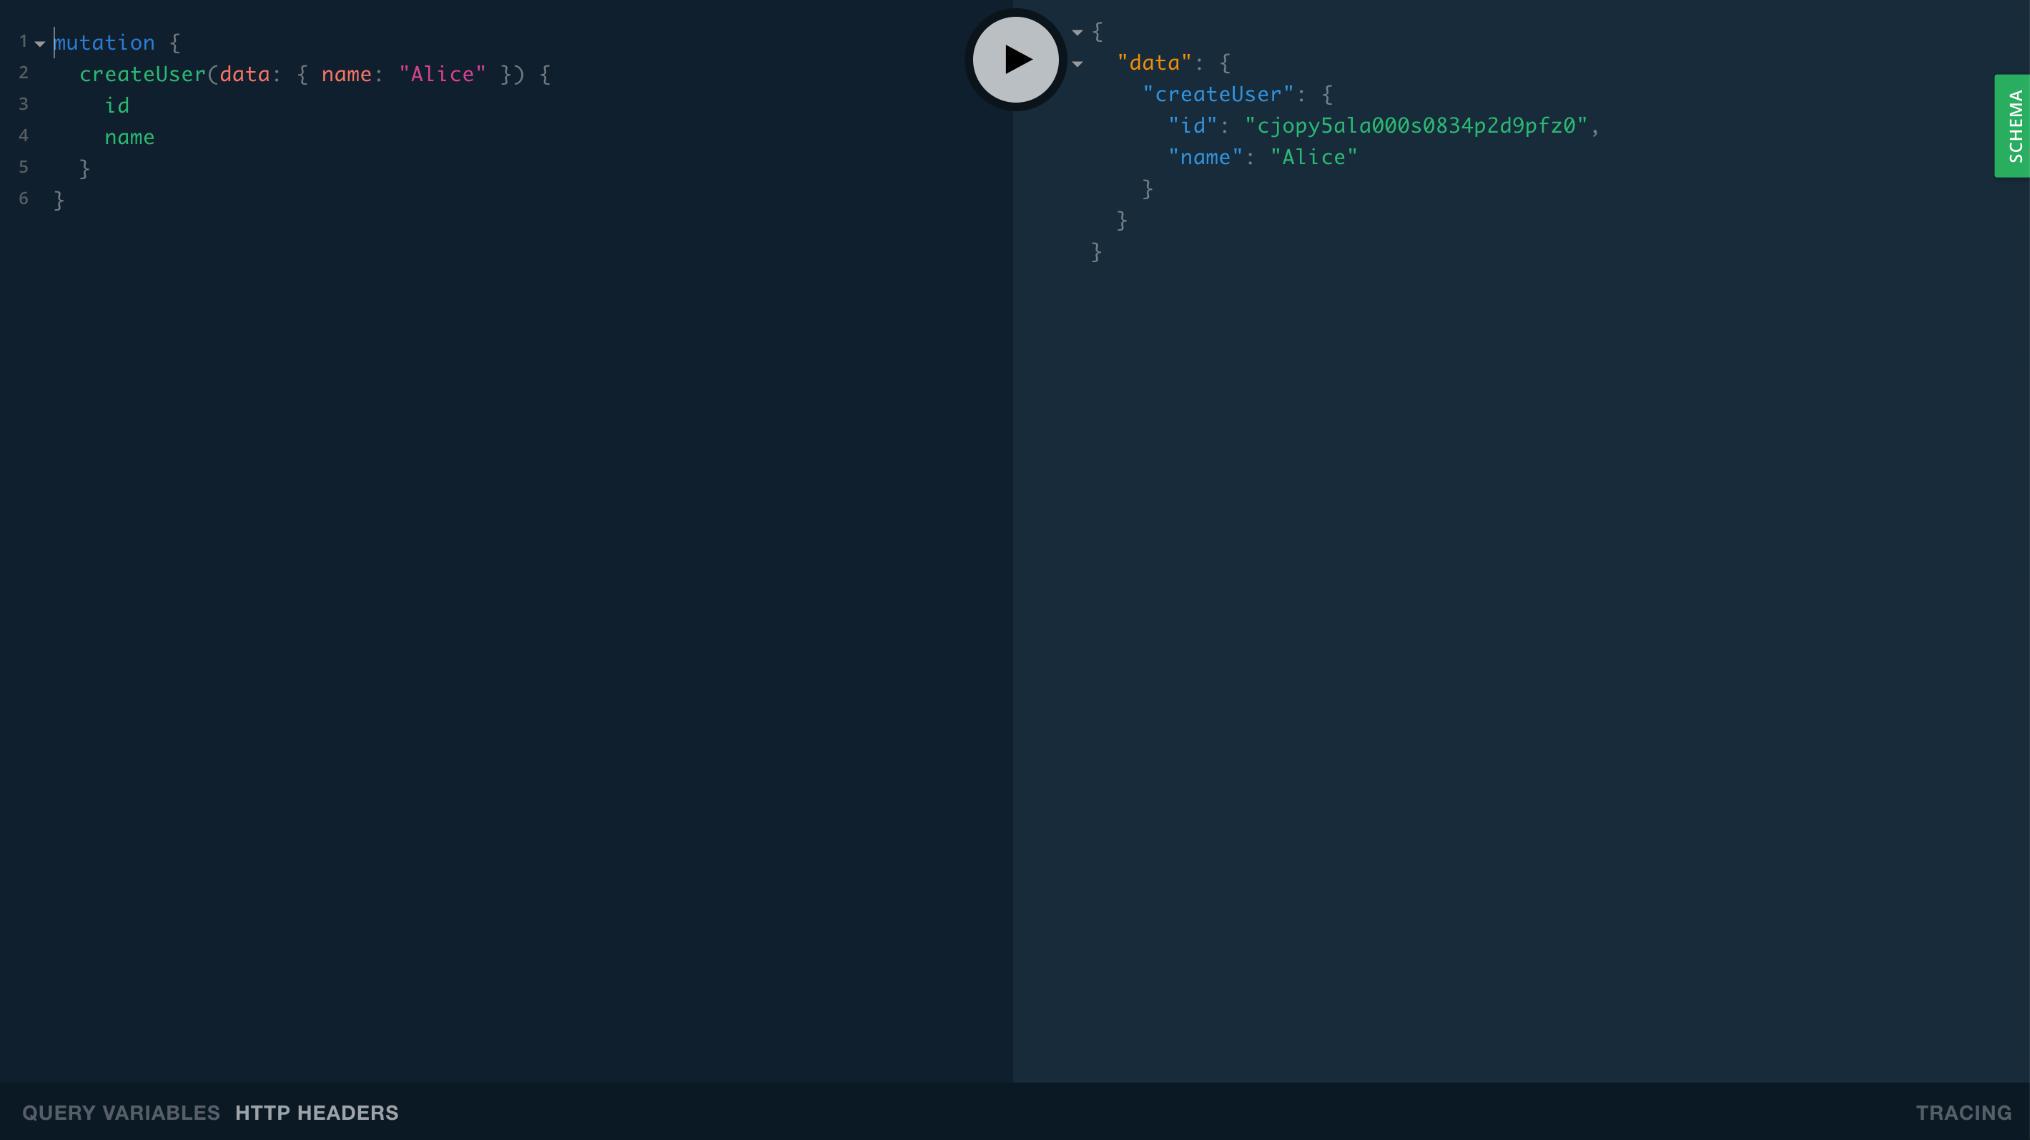 1 mutation {
2   createUser(data: { name: "Alice" }) {
3     id
4     name
5   }
6 }
{
  "data": {
    "createUser": {
      "id": "cjopy5ala000s0834p2d9pfz0",
      "name": "Alice"
    }
  }
}
SCHEMA
QUERY VARIABLES HTTP HEADERS
TRACING